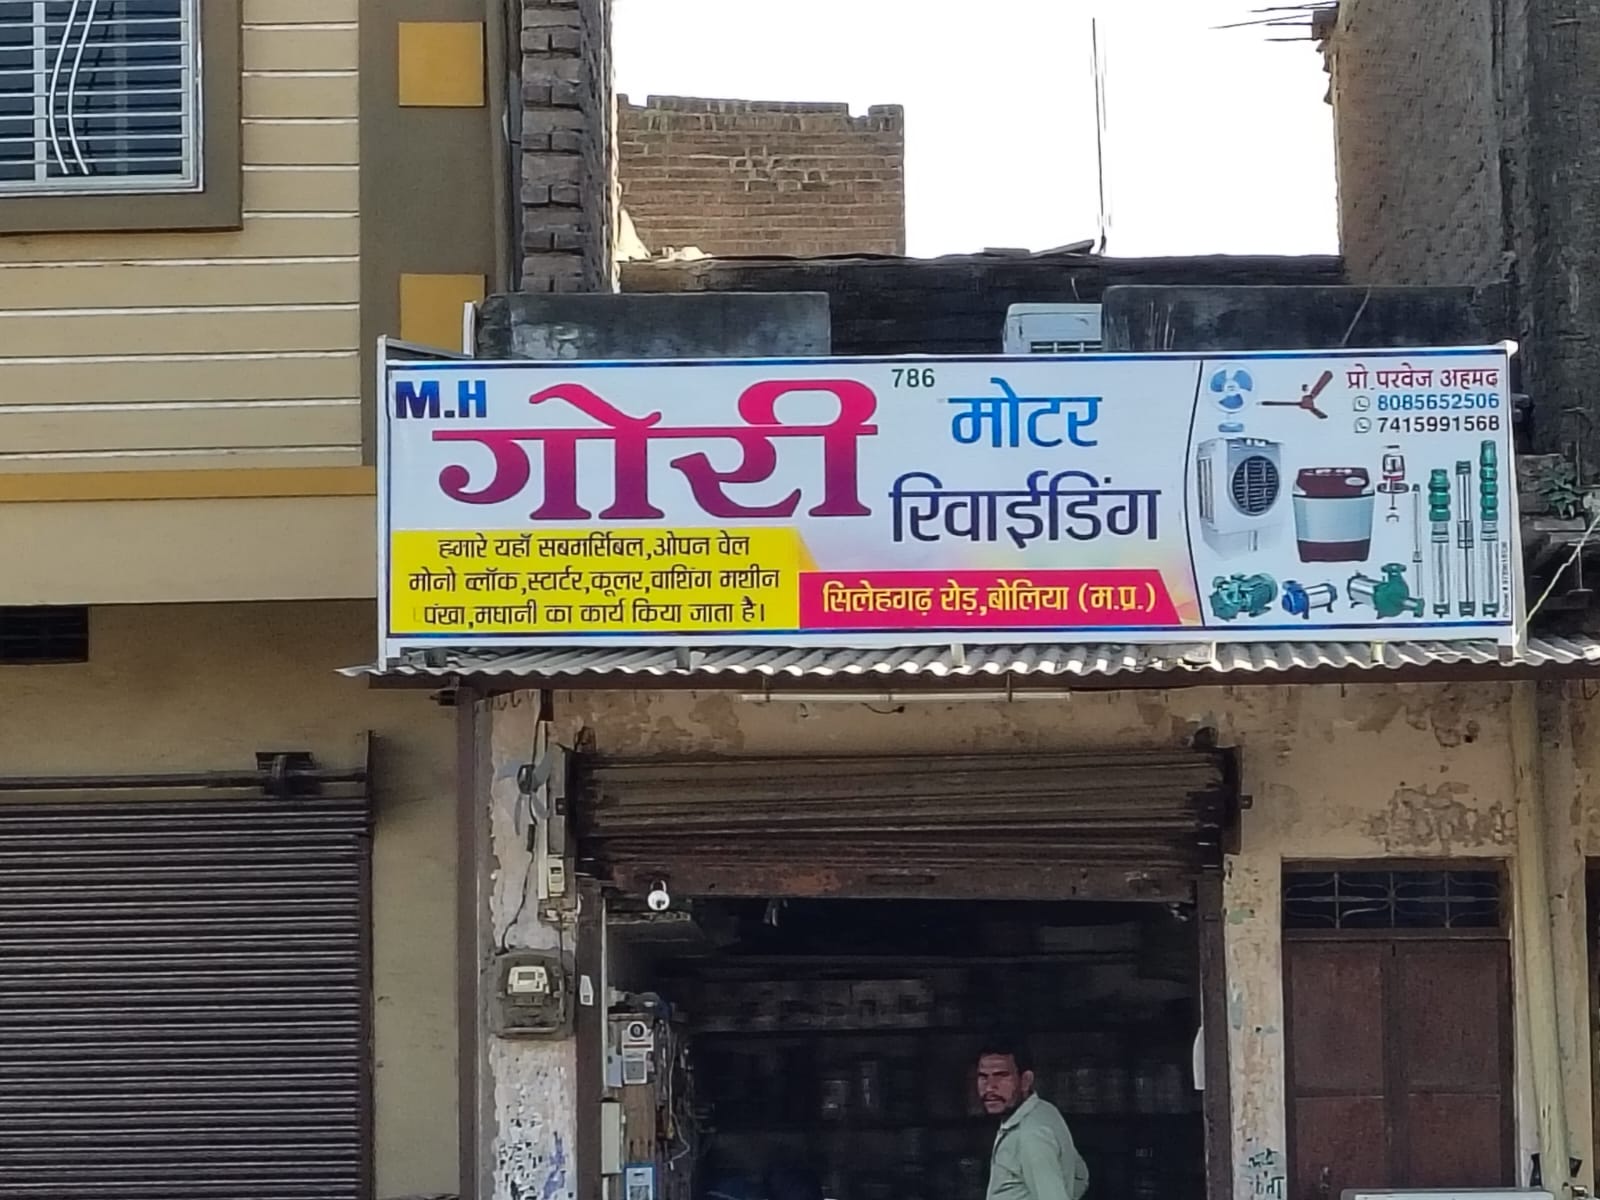 M.H
786
गोरी
मोटर
रिवाईडिंग
प्रो.परवेज अहमद
8085652506
7415991568
हमारे यहाँ सबमर्सिबल,ओपन वेल
मोनो ब्लॉक,स्टार्टर,कूलर,वाशिंग मशीन
पंखा,मधानी का कार्य किया जाता है।
सिलेहगढ़ रोड़,बोलिया (म.प्र.)